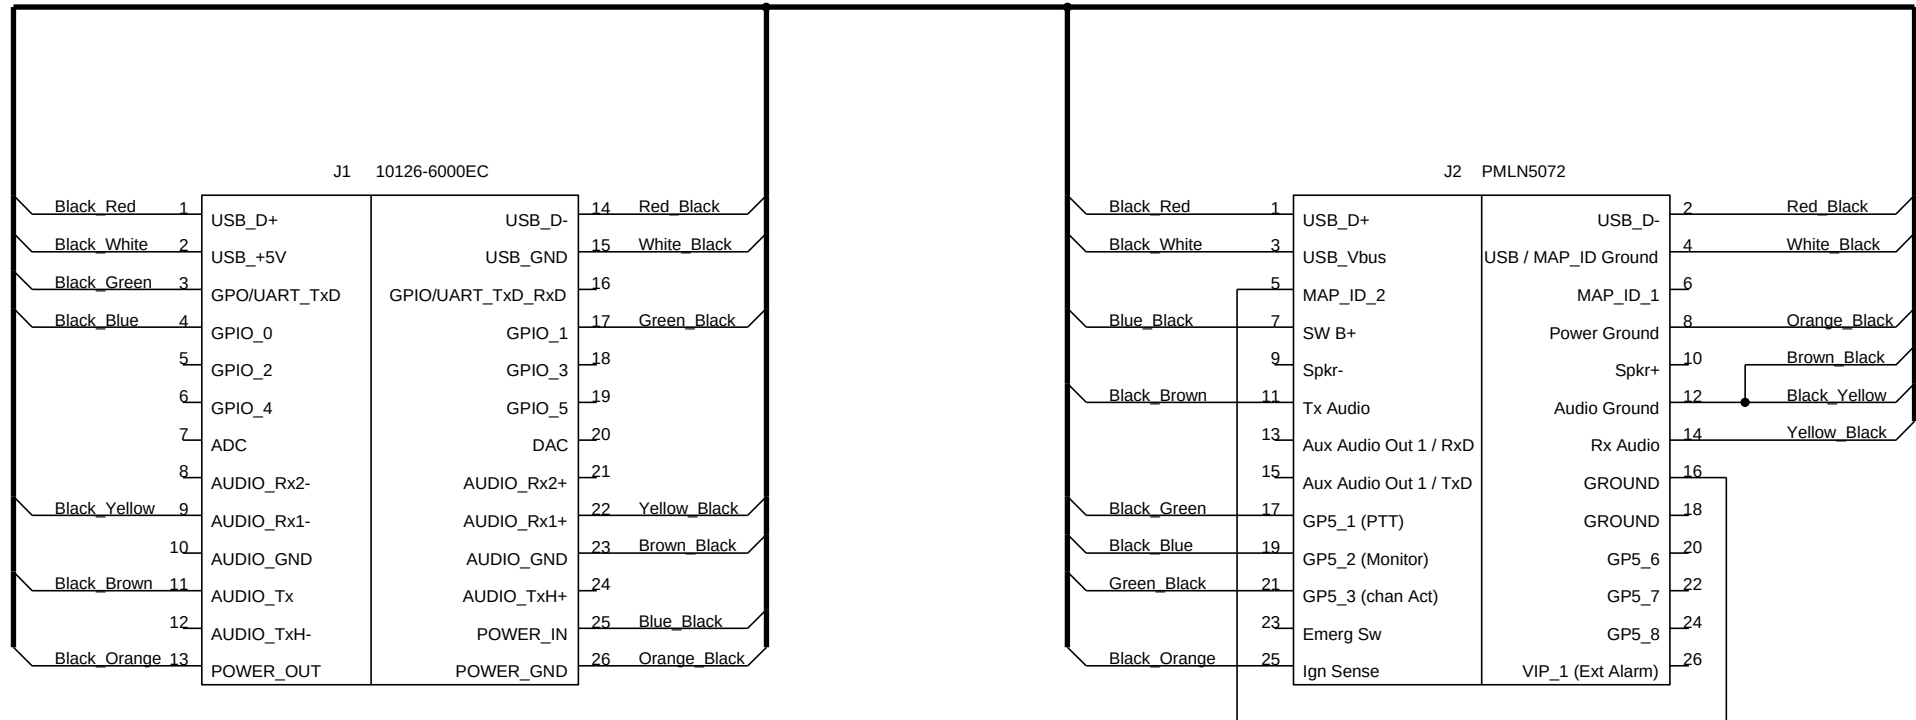 J1 10126-6000EC
Black_Red 1 USB_D+ USB_D- 14 Red_Black
Black_White 2 USB_+5V USB_GND 15 White_Black
Black_Green 3 GPO/UART_TxD GPIO/UART_TxD_RxD 16
Black_Blue 4 GPIO_0 GPIO_1 17 Green_Black
5 GPIO_2 GPIO_3 18
6 GPIO_4 GPIO_5 19
7 ADC DAC 20
8 AUDIO_Rx2- AUDIO_Rx2+ 21
Black_Yellow 9 AUDIO_Rx1- AUDIO_Rx1+ 22 Yellow_Black
10 AUDIO_GND AUDIO_GND 23 Brown_Black
Black_Brown 11 AUDIO_Tx AUDIO_TxH+ 24
12 AUDIO_TxH- POWER_IN 25 Blue_Black
Black_Orange 13 POWER_OUT POWER_GND 26 Orange_Black
J2 PMLN5072
Black_Red 1 USB_D+ USB_D- 2 Red_Black
Black_White 3 USB_Vbus USB / MAP_ID Ground 4 White_Black
5 MAP_ID_2 MAP_ID_1 6
Blue_Black 7 SW B+ Power Ground 8 Orange_Black
9 Spkr- Spkr+ 10 Brown_Black
Black_Brown 11 Tx Audio Audio Ground 12 Black_Yellow
13 Aux Audio Out 1 / RxD Rx Audio 14 Yellow_Black
15 Aux Audio Out 1 / TxD GROUND 16
Black_Green 17 GP5_1 (PTT) GROUND 18
Black_Blue 19 GP5_2 (Monitor) GP5_6 20
Green_Black 21 GP5_3 (chan Act) GP5_7 22
23 Emerg Sw GP5_8 24
Black_Orange 25 Ign Sense VIP_1 (Ext Alarm) 26